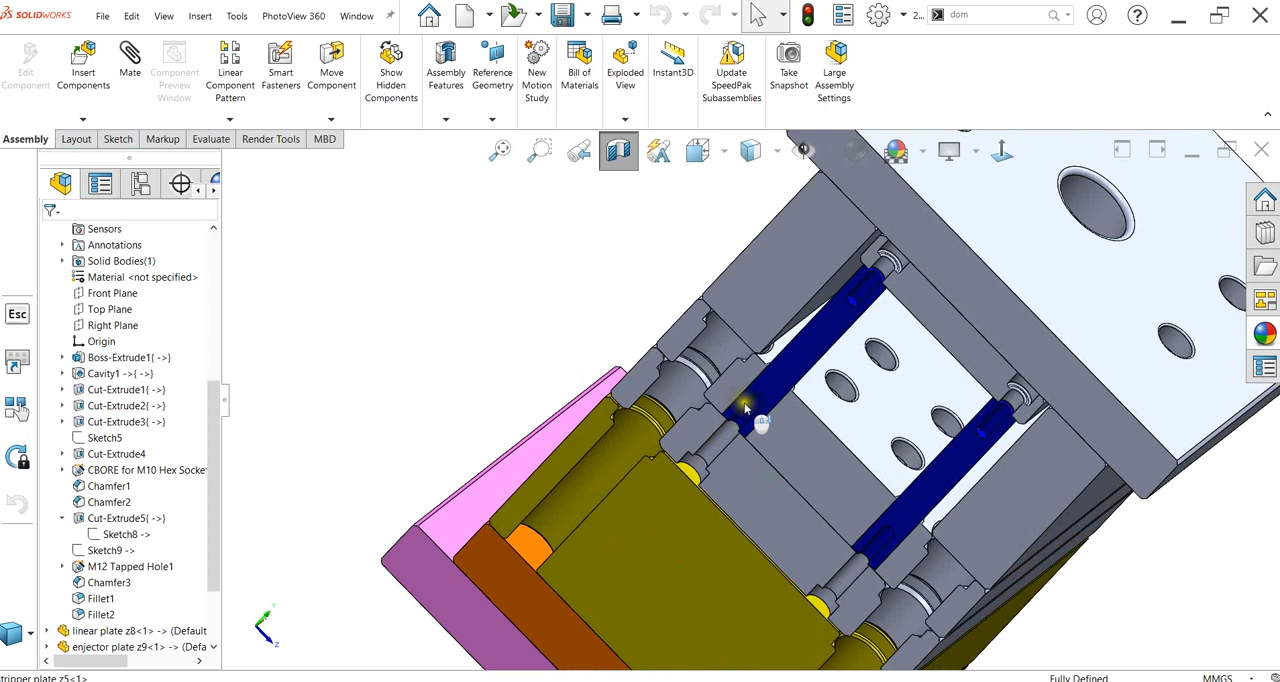 SOLIDWORKS File Edit View Insert Tools PhotoView 360 Window 2... dom
Edit Component
Insert Components
Mate
Component Preview Window
Linear Component Pattern
Smart Fasteners
Move Component
Show Hidden Components
Assembly Features
Reference Geometry
New Motion Study
Bill of Materials
Exploded View
Instant3D
Update SpeedPak Subassemblies
Take Snapshot
Large Assembly Settings
Assembly Layout Sketch Markup Evaluate Render Tools MBD
Sensors
Annotations
Solid Bodies(1)
Material <not specified>
Front Plane
Top Plane
Right Plane
Origin
Boss-Extrude1{ ->}
Cavity1 ->{ ->}
Cut-Extrude1{ ->}
Cut-Extrude2{ ->}
Cut-Extrude3{ ->}
Sketch5
Cut-Extrude4
CBORE for M10 Hex Socket
Chamfer1
Chamfer2
Cut-Extrude5{ ->}
Sketch8 ->
Sketch9 ->
M12 Tapped Hole1
Chamfer3
Fillet1
Fillet2
linear plate z8<1> -> (Default
enjector plate z9<1> -> (Defa
Esc
Y
Z
stripper plate z5<1>
Fully Defined
MMGS